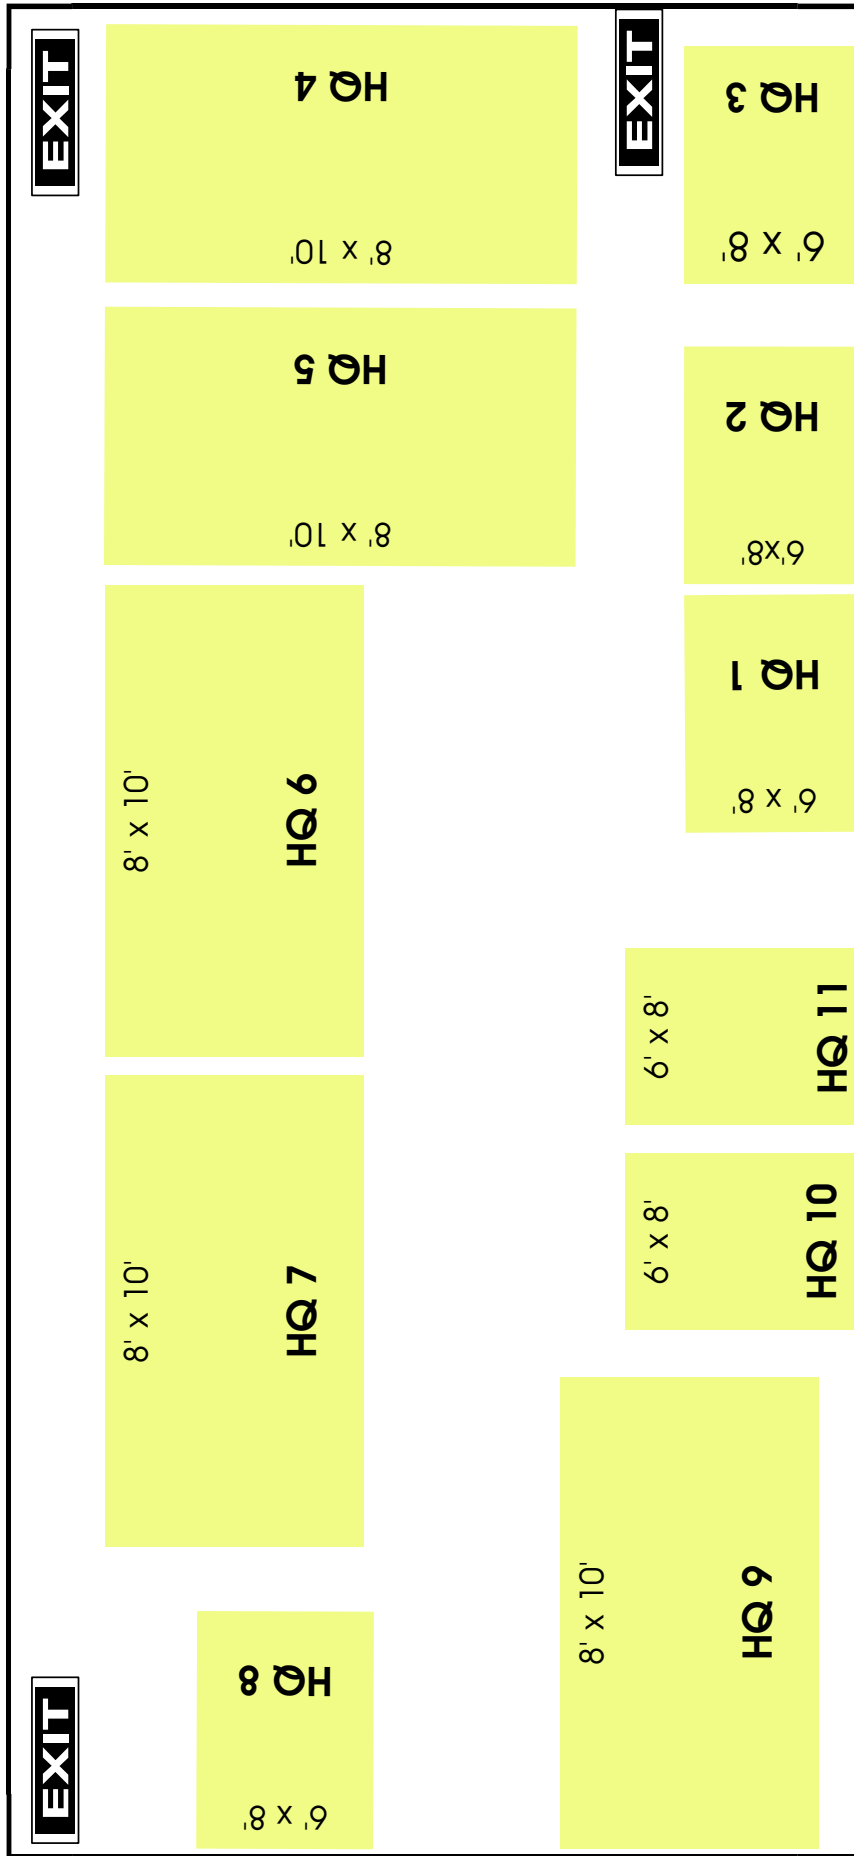 EXIT
HQ 4
8' x 10'
EXIT
HQ 3
6' x 8'
HQ 5
8' x 10'
HQ 2
6'x8'
HQ 1
6' x 8'
8' x 10'
HQ 6
6' x 8'
HQ 11
8' x 10'
HQ 7
6' x 8'
HQ 10
8' x 10'
HQ 9
EXIT
HQ 8
6' x 8'